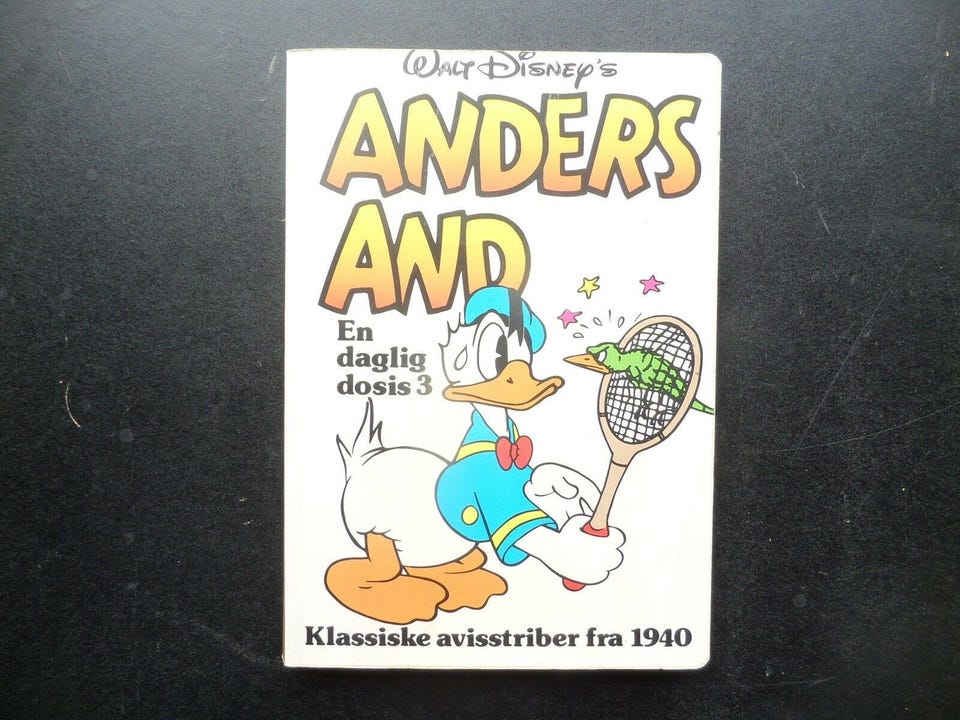 Walt Disney's
ANDERS
AND
En
daglig
dosis 3
Klassiske avisstriber fra 1940